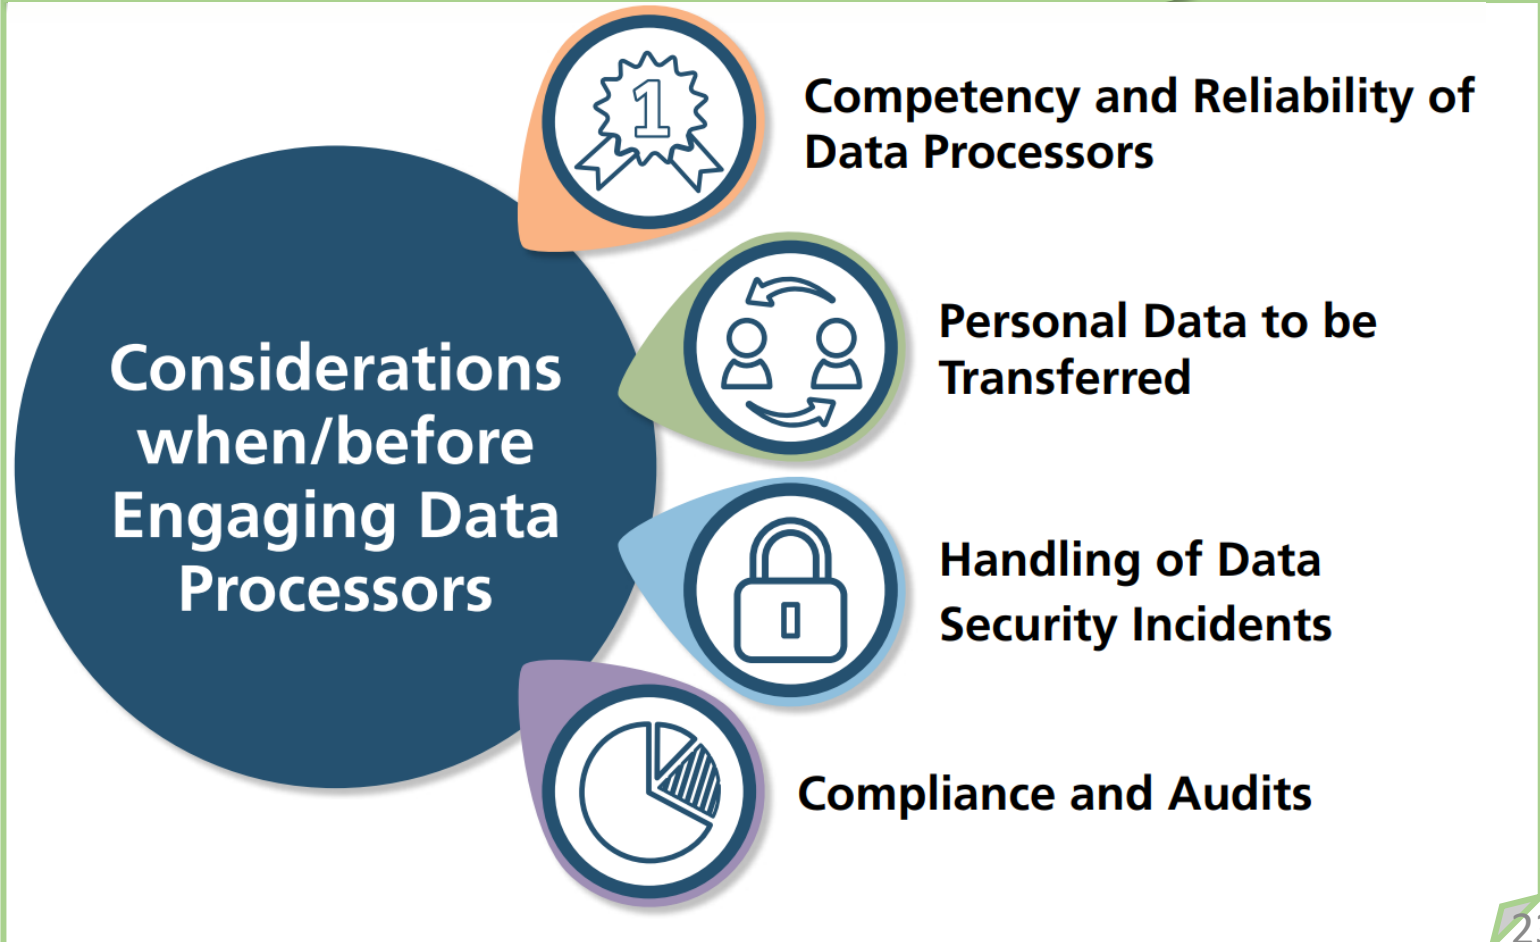 1
Competency and Reliability of
Data Processors
Considerations
when/before
Engaging Data
Processors
Personal Data to be
Transferred
Handling of Data
Security Incidents
Compliance and Audits